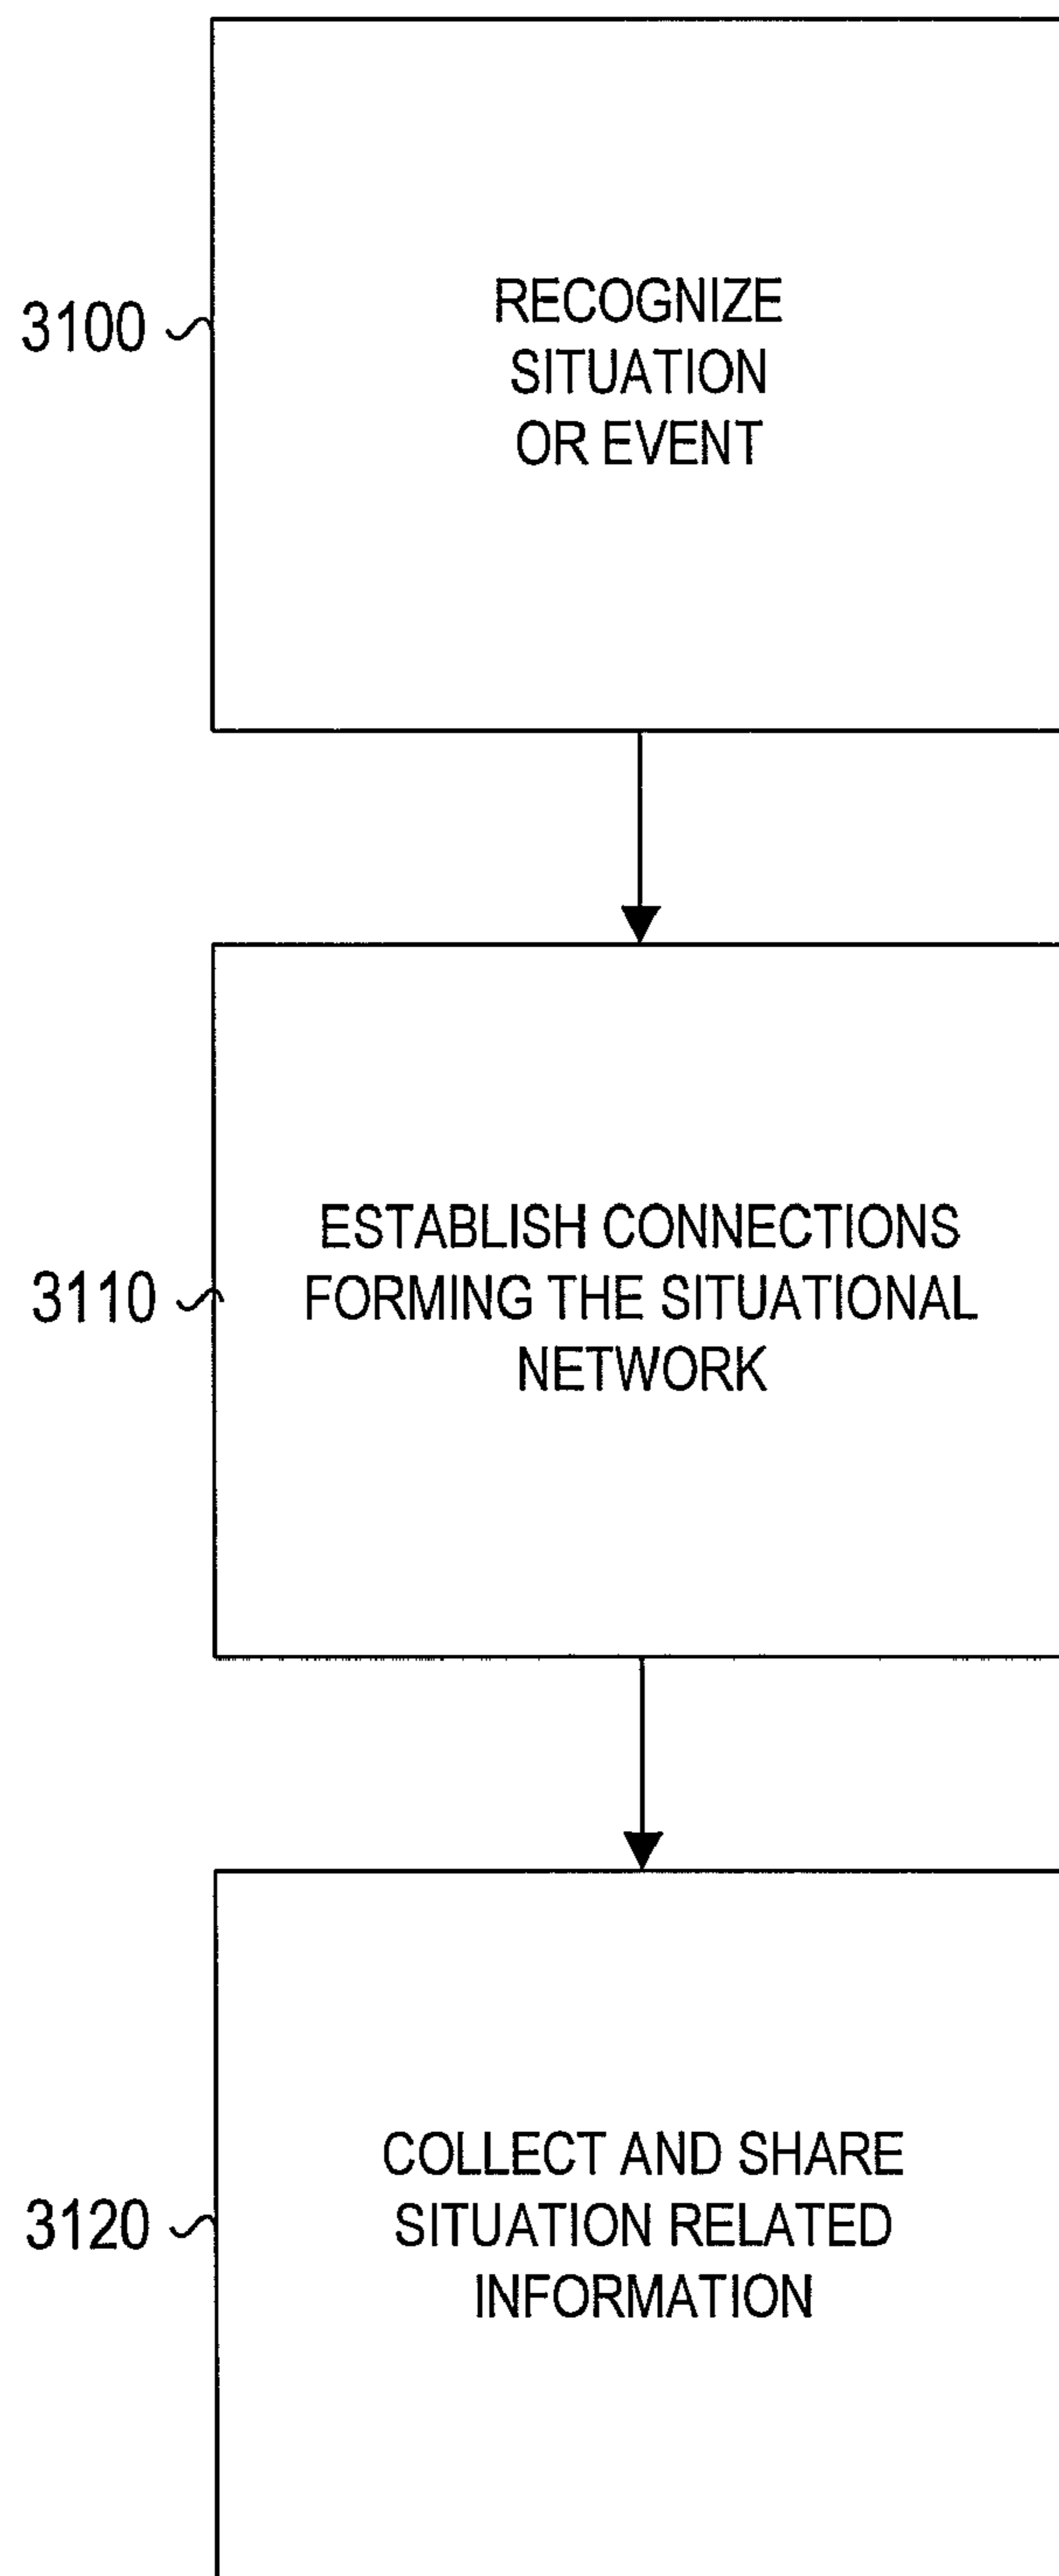 3100
RECOGNIZE
SITUATION
OR EVENT
3110
ESTABLISH CONNECTIONS
FORMING THE SITUATIONAL
NETWORK
3120
COLLECT AND SHARE
SITUATION RELATED
INFORMATION